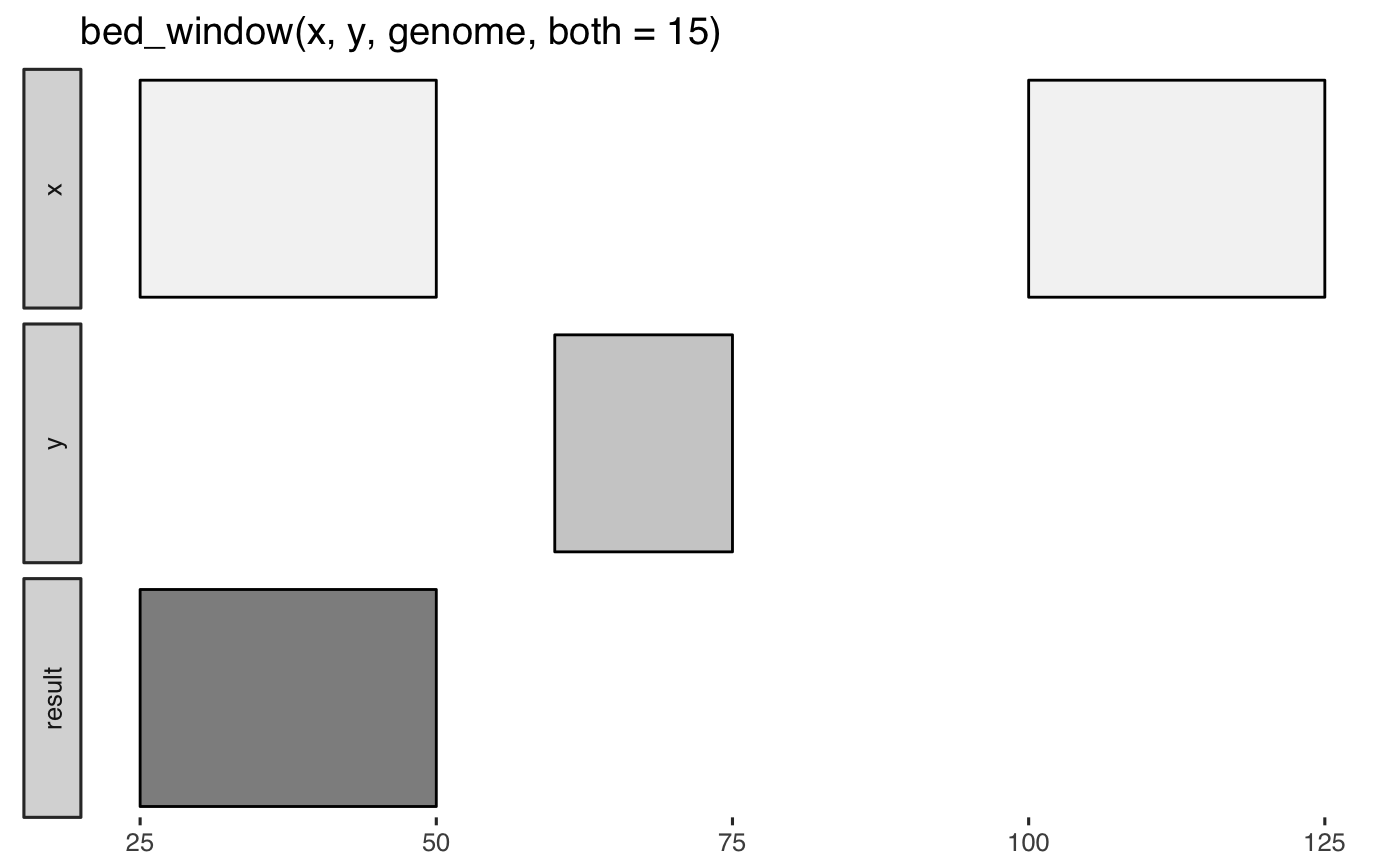 bed_window(x, y, genome, both = 15)
x
y
result
25 50 75 100 125